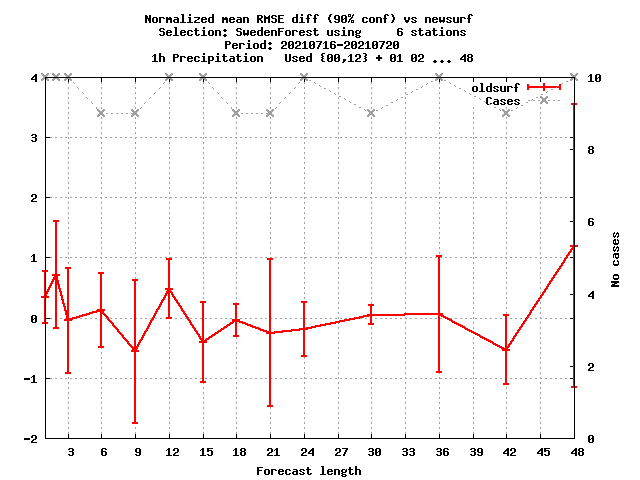 Normalized mean RMSE diff (90% conf) vs newsurf
Selection: SwedenForest using     6 stations
Period: 20210716-20210720
1h Precipitation   Used {00,12} + 01 02 ... 48
oldsurf
Cases
4
3
2
1
0
-1
-2
10
8
6
4
2
0
No cases
3 6 9 12 15 18 21 24 27 30 33 36 39 42 45 48
Forecast length